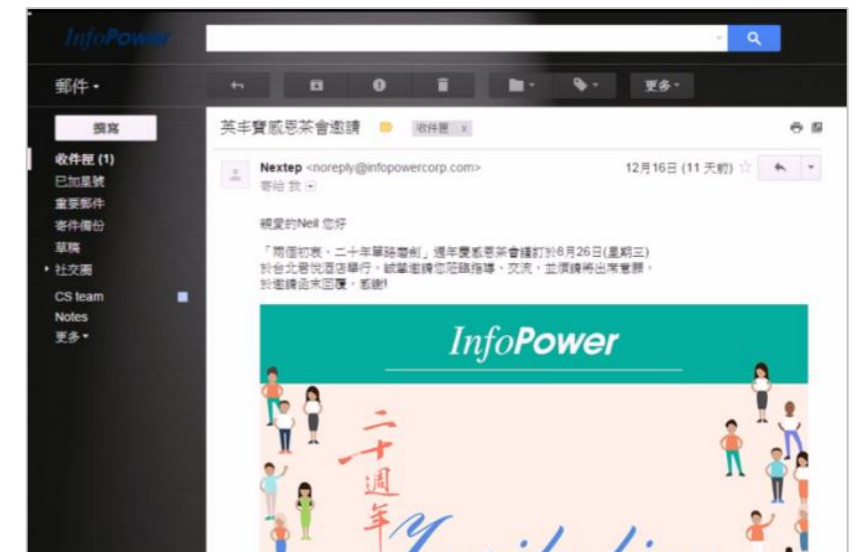 InfoPower
郵件
更多
撰寫
收件匣 (1)
已加星號
重要郵件
寄件備份
草稿
社交圈
CS team
Notes
更多
英丰寶感恩茶會邀請 收件匣 x
Nextep <noreply@infopowercorp.com> 12月16日 (11 天前)
寄給 我
親愛的Neil 您好
「兩個初衷、二十年單路磨劍」週年慶感恩茶會謹訂於8月26日(星期三)
於台北君悅酒店舉行，誠摯邀請您蒞臨指導、交流，並須請將出席意願，
於邀請函末回覆，感謝!
InfoPower
二十週年